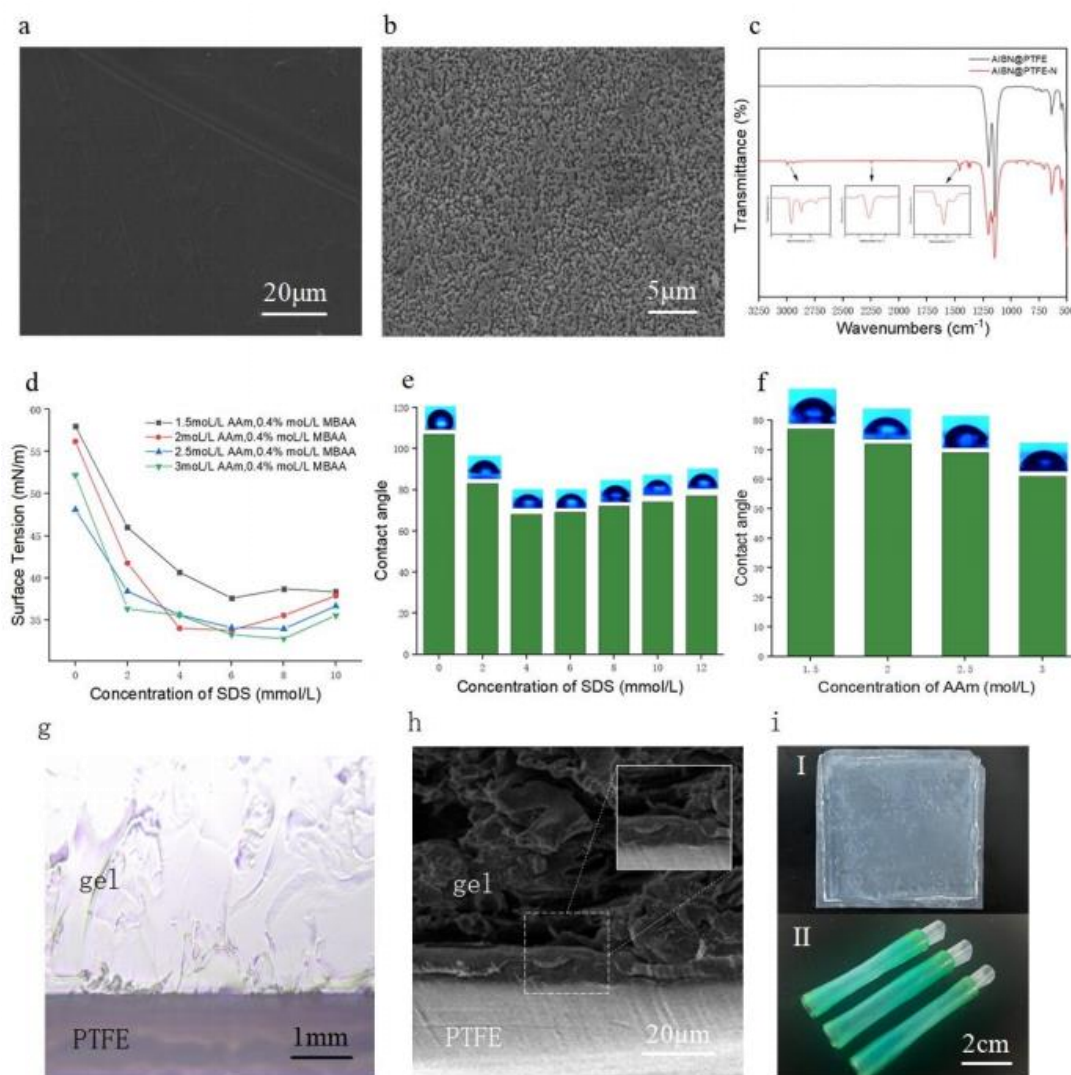 a
b
c
20μm
5μm
AIBN@PTFE
AIBN@PTFE-N
Transmittance (%)
3250 3000 2750 2500 2250 2000 1750 1500 1250 1000 750 500
Wavenumbers (cm⁻¹)
d
e
f
60
55
50
45
40
35
Surface Tension (mN/m)
1.5moL/L AAm,0.4% moL/L MBAA
2moL/L AAm,0.4% moL/L MBAA
2.5moL/L AAm,0.4% moL/L MBAA
3moL/L AAm,0.4% moL/L MBAA
0 2 4 6 8 10
Concentration of SDS (mmol/L)
120
100
80
60
40
20
0
Contact angle
0 2 4 6 8 10 12
Concentration of SDS (mmol/L)
80
70
60
50
40
30
20
10
0
Contact angle
1.5 2 2.5 3
Concentration of AAm (mol/L)
g
h
i
gel
PTFE
1mm
gel
PTFE
20μm
I
II
2cm